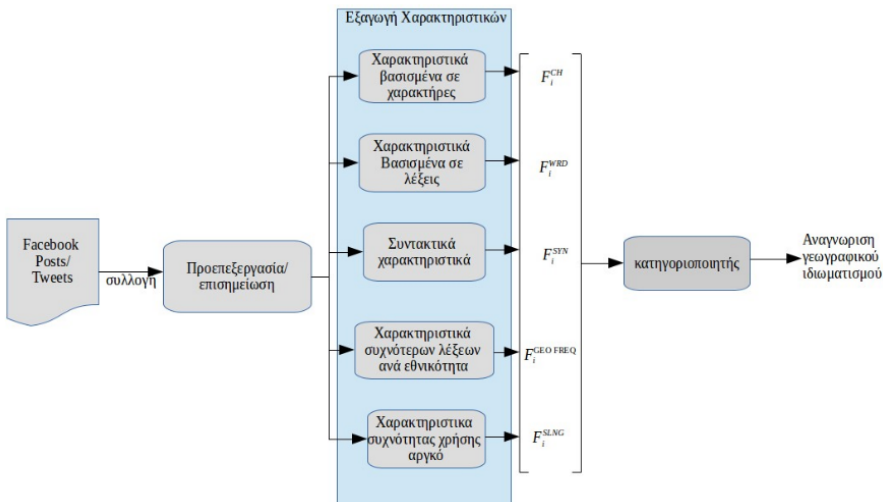 Εξαγωγή Χαρακτηριστικών
Χαρακτηριστικά
βασισμένα σε
χαρακτήρες
F_i^{CH}
Χαρακτηριστικά
Βασισμένα σε
λέξεις
F_i^{WRD}
Facebook
Posts/
Tweets
συλλογή
Προεπεξεργασία/
επισημείωση
Συντακτικά
χαρακτηριστικά
F_i^{SYN}
κατηγοριοποιητής
Αναγνωριση
γεωγραφικού
ιδιωματισμού
Χαρακτηριστικά
συχνότερων λέξεων
ανά εθνικότητα
F_i^{GEO FREQ}
Χαρακτηριστικα
συχνότητας χρήσης
αργκό
F_i^{SLNG}